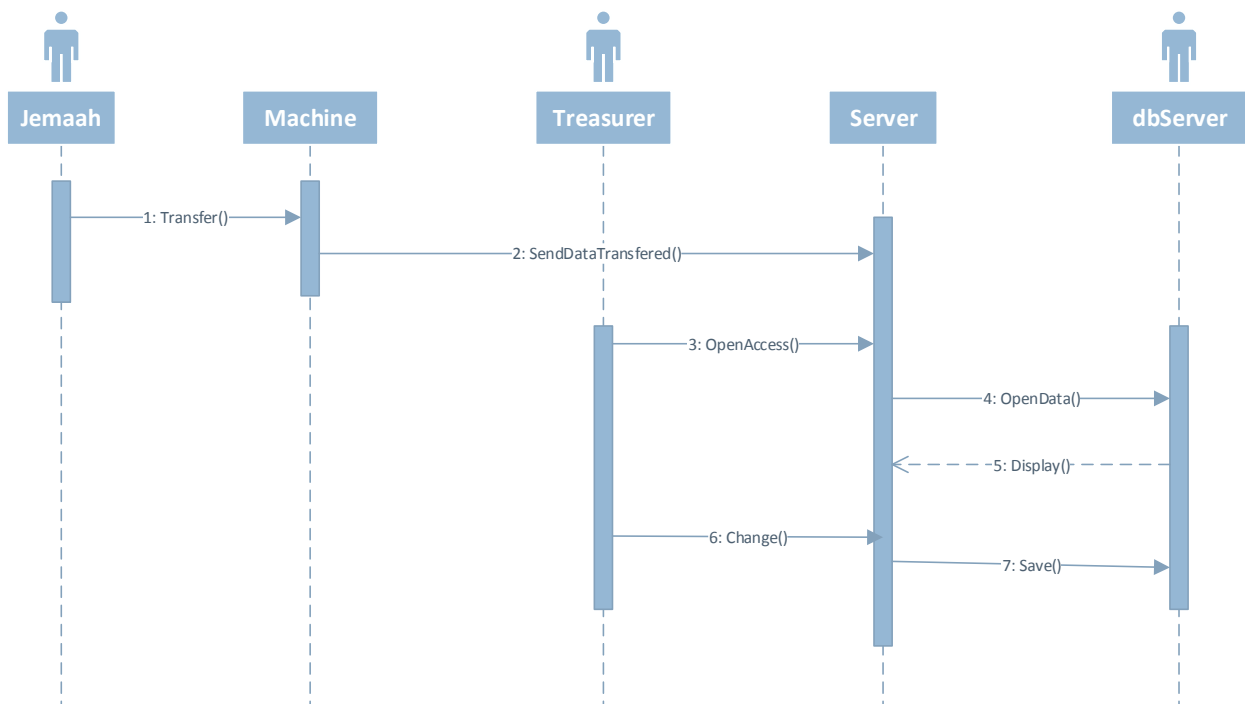 Jemaah
Machine
Treasurer
Server
dbServer
1: Transfer()
2: SendDataTransfered()
3: OpenAccess()
4: OpenData()
5: Display()
6: Change()
7: Save()